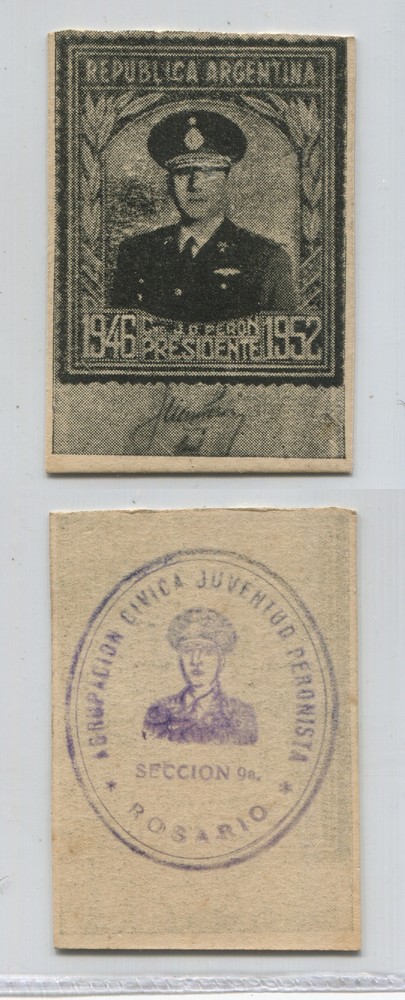 REPUBLICA ARGENTINA
1946 Gral. J.D. PERON 1952
PRESIDENTE
AGRUPACION CIVICA JUVENTUD PERONISTA
SECCION 9a.
* ROSARIO *